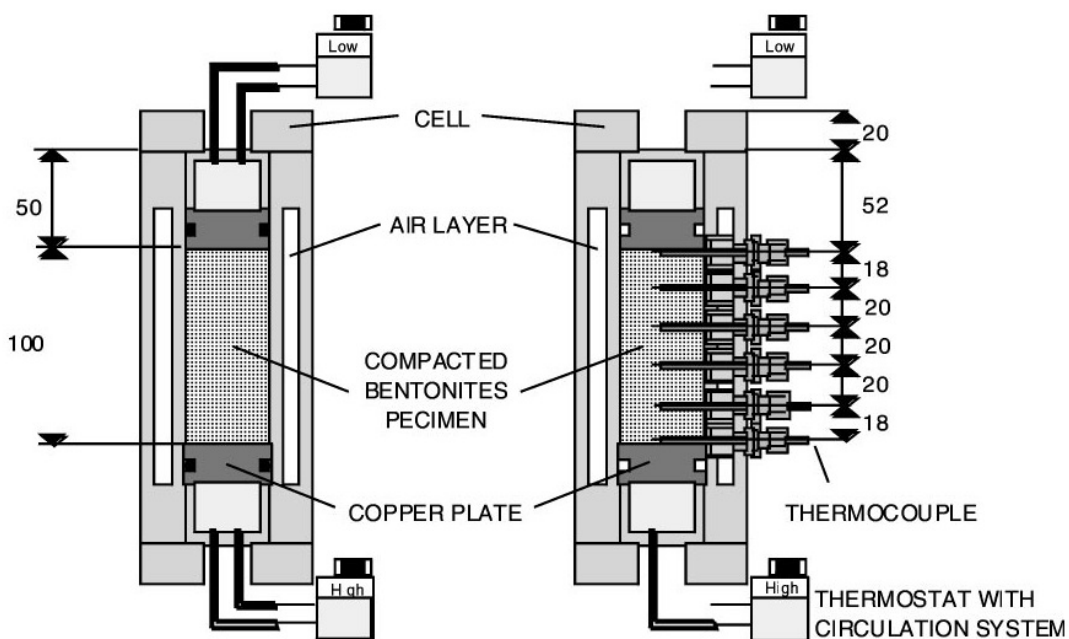 Low
Low
CELL
20
50
52
AIR LAYER
18
20
100
20
COMPACTED
BENTONITES
PECIMEN
20
18
COPPER PLATE
THERMOCOUPLE
High
High
THERMOSTAT WITH
CIRCULATION SYSTEM